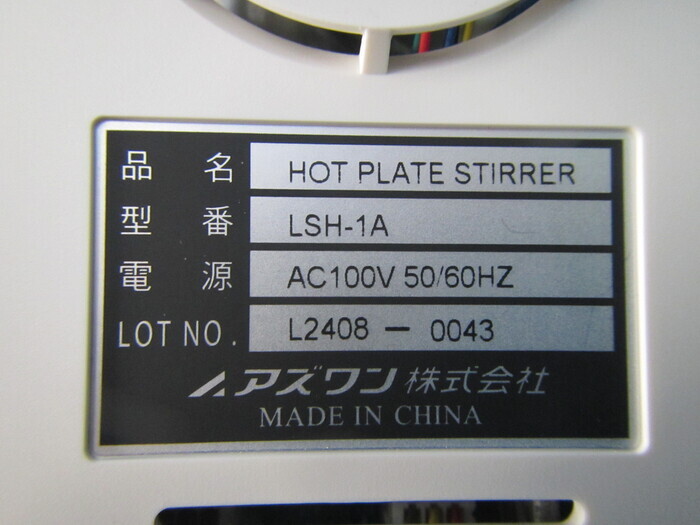 品 名 HOT PLATE STIRRER
型 番 LSH-1A
電 源 AC100V 50/60HZ
LOT NO. L2408 － 0043
アズワン 株式会社
MADE IN CHINA